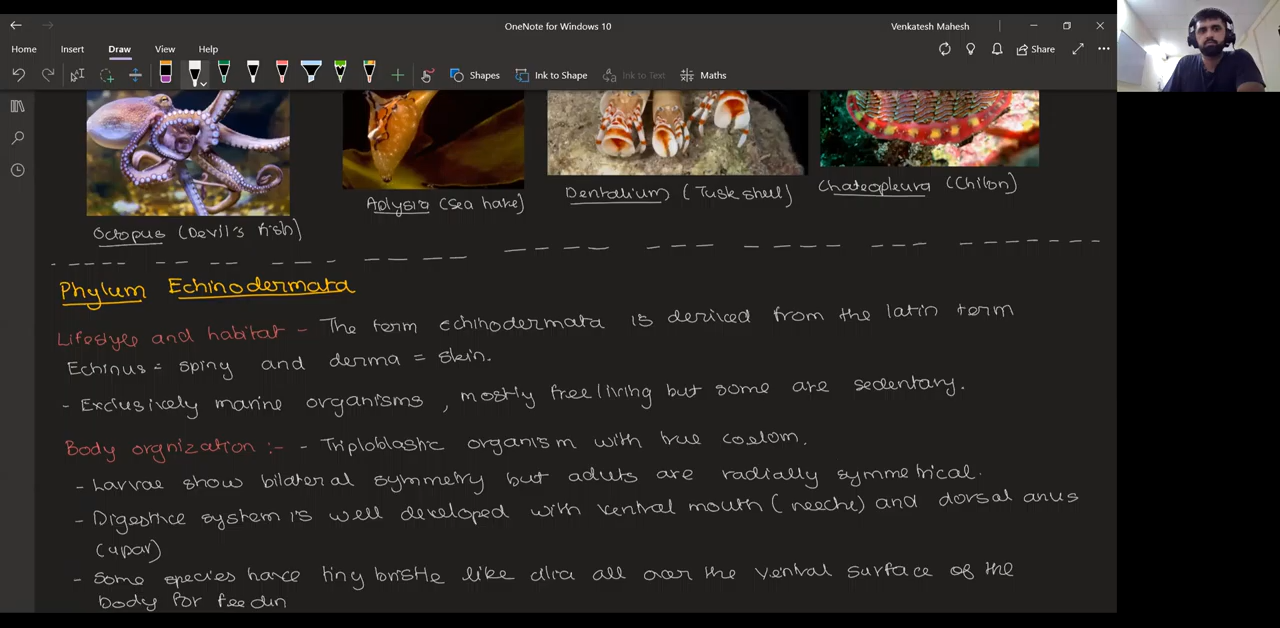 OneNote for Windows 10
Venkatesh Mahesh
Home Insert Draw View Help
Share
Shapes Ink to Shape Ink to Text Maths
Octopus (Devil's Fish)
Aplysia (Sea hare)
Dentalium (Tusk shell)
Chateopleura (Chiton)
Phylum Echinodermata
Lifestyle and habitat - The term echinodermata is derived from the latin term
Echinus = spiny and derma = skin.
- Exclusively marine organisms, mostly free living but some are sedentary.
Body orgnization :- - Triploblastic organism with true coelom.
- Larvae show bilateral symmetry but adults are radially symmetrical.
- Digestive system is well developed with ventral mouth (neeche) and dorsal anus
(upar)
- Some species have tiny bristle like cilia all over the ventral surface of the
body for feedin